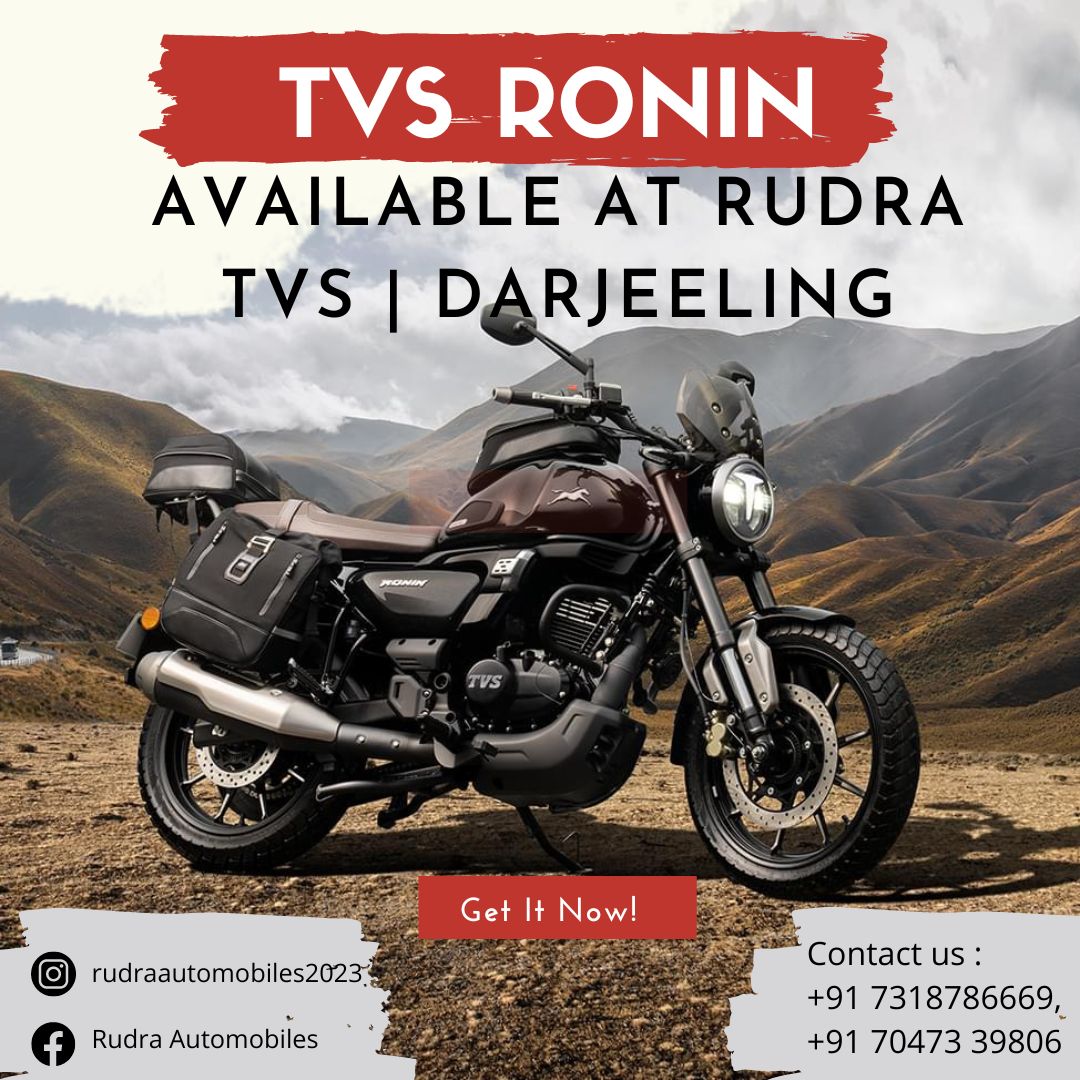 TVS RONIN
AVAILABLE AT RUDRA
TVS | DARJEELING
RONIN
TVS
Get It Now!
rudraautomobiles2023
Rudra Automobiles
Contact us :
+91 7318786669,
+91 70473 39806